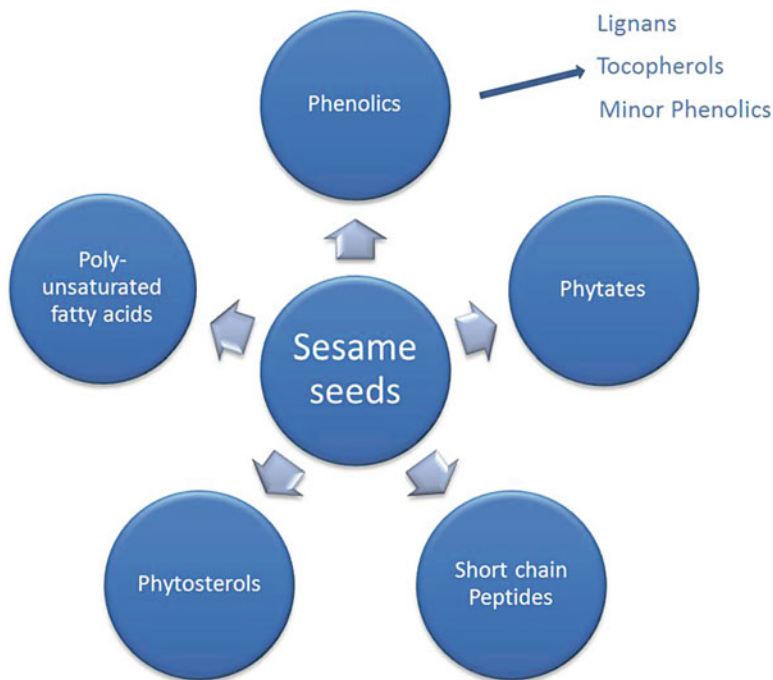 Lignans
Tocopherols
Minor Phenolics
Phenolics
Poly-
unsaturated
fatty acids
Phytates
Sesame
seeds
Phytosterols
Short chain
Peptides